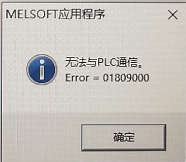 MELSOFT应用程序
无法与PLC通信。
Error = 01809000
确定